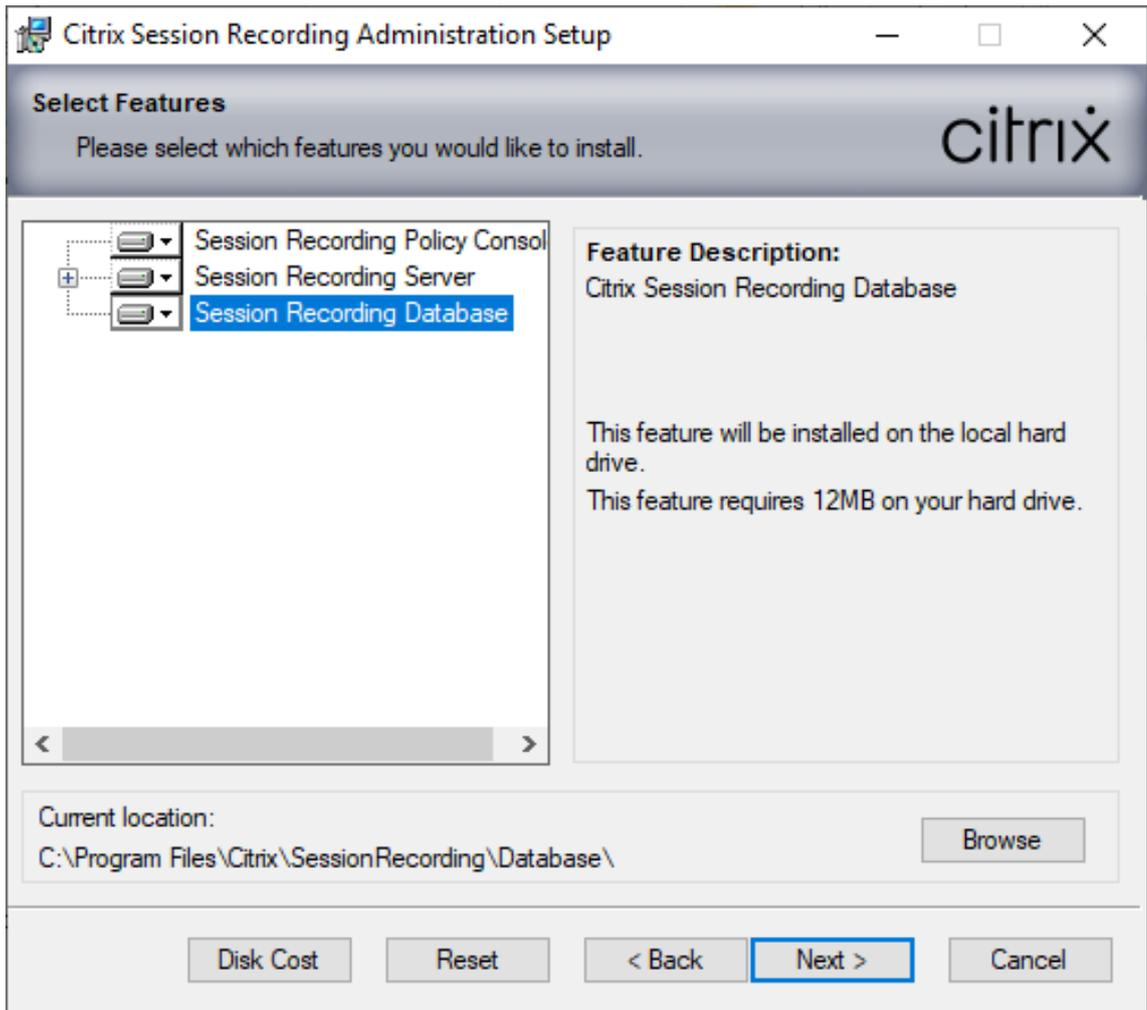 Citrix Session Recording Administration Setup
Select Features
Please select which features you would like to install.
citrix
Session Recording Policy Consol
Session Recording Server
Session Recording Database
Feature Description:
Citrix Session Recording Database
This feature will be installed on the local hard
drive.
This feature requires 12MB on your hard drive.
Current location:
C:\Program Files\Citrix\SessionRecording\Database\
Browse
Disk Cost
Reset
< Back
Next >
Cancel